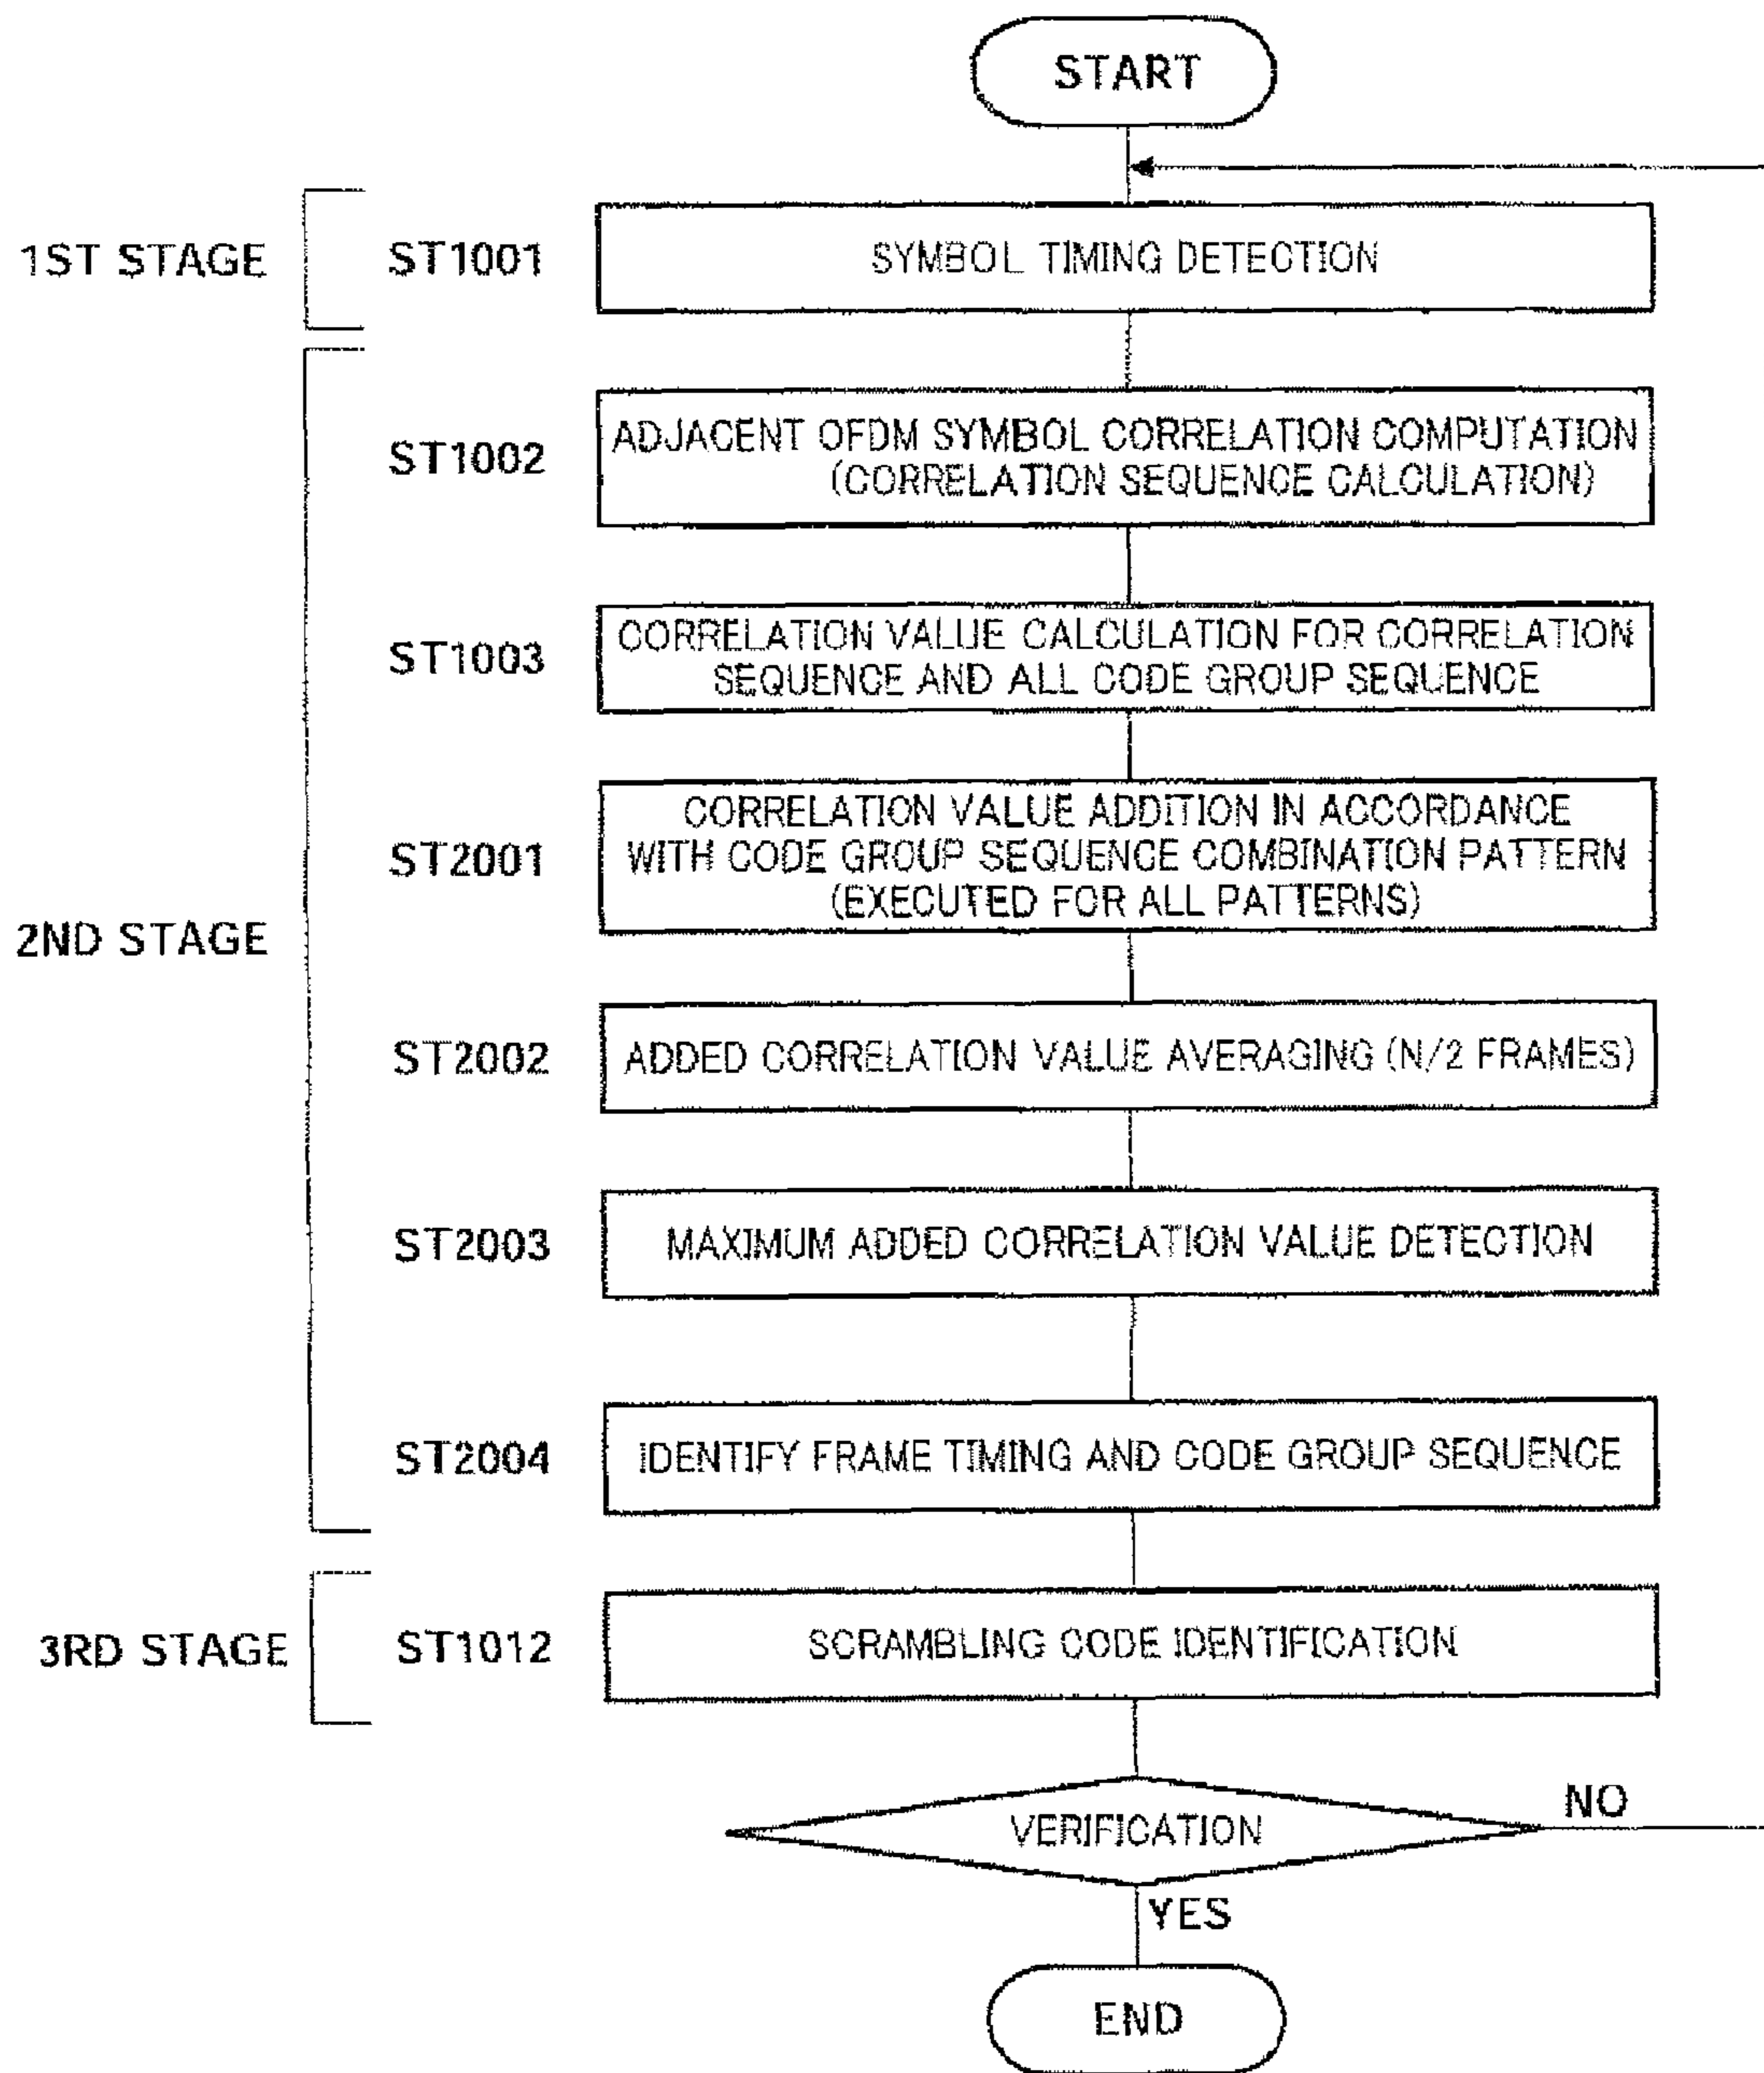 START
1ST STAGE
ST1001
SYMBOL TIMING DETECTION
ST1002
ADJACENT OFDM SYMBOL CORRELATION COMPUTATION
(CORRELATION SEQUENCE CALCULATION)
ST1003
CORRELATION VALUE CALCULATION FOR CORRELATION
SEQUENCE AND ALL CODE GROUP SEQUENCE
2ND STAGE
ST2001
CORRELATION VALUE ADDITION IN ACCORDANCE
WITH CODE GROUP SEQUENCE COMBINATION PATTERN
(EXECUTED FOR ALL PATTERNS)
ST2002
ADDED CORRELATION VALUE AVERAGING (N/2 FRAMES)
ST2003
MAXIMUM ADDED CORRELATION VALUE DETECTION
ST2004
IDENTIFY FRAME TIMING AND CODE GROUP SEQUENCE
3RD STAGE
ST1012
SCRAMBLING CODE IDENTIFICATION
VERIFICATION
NO
YES
END